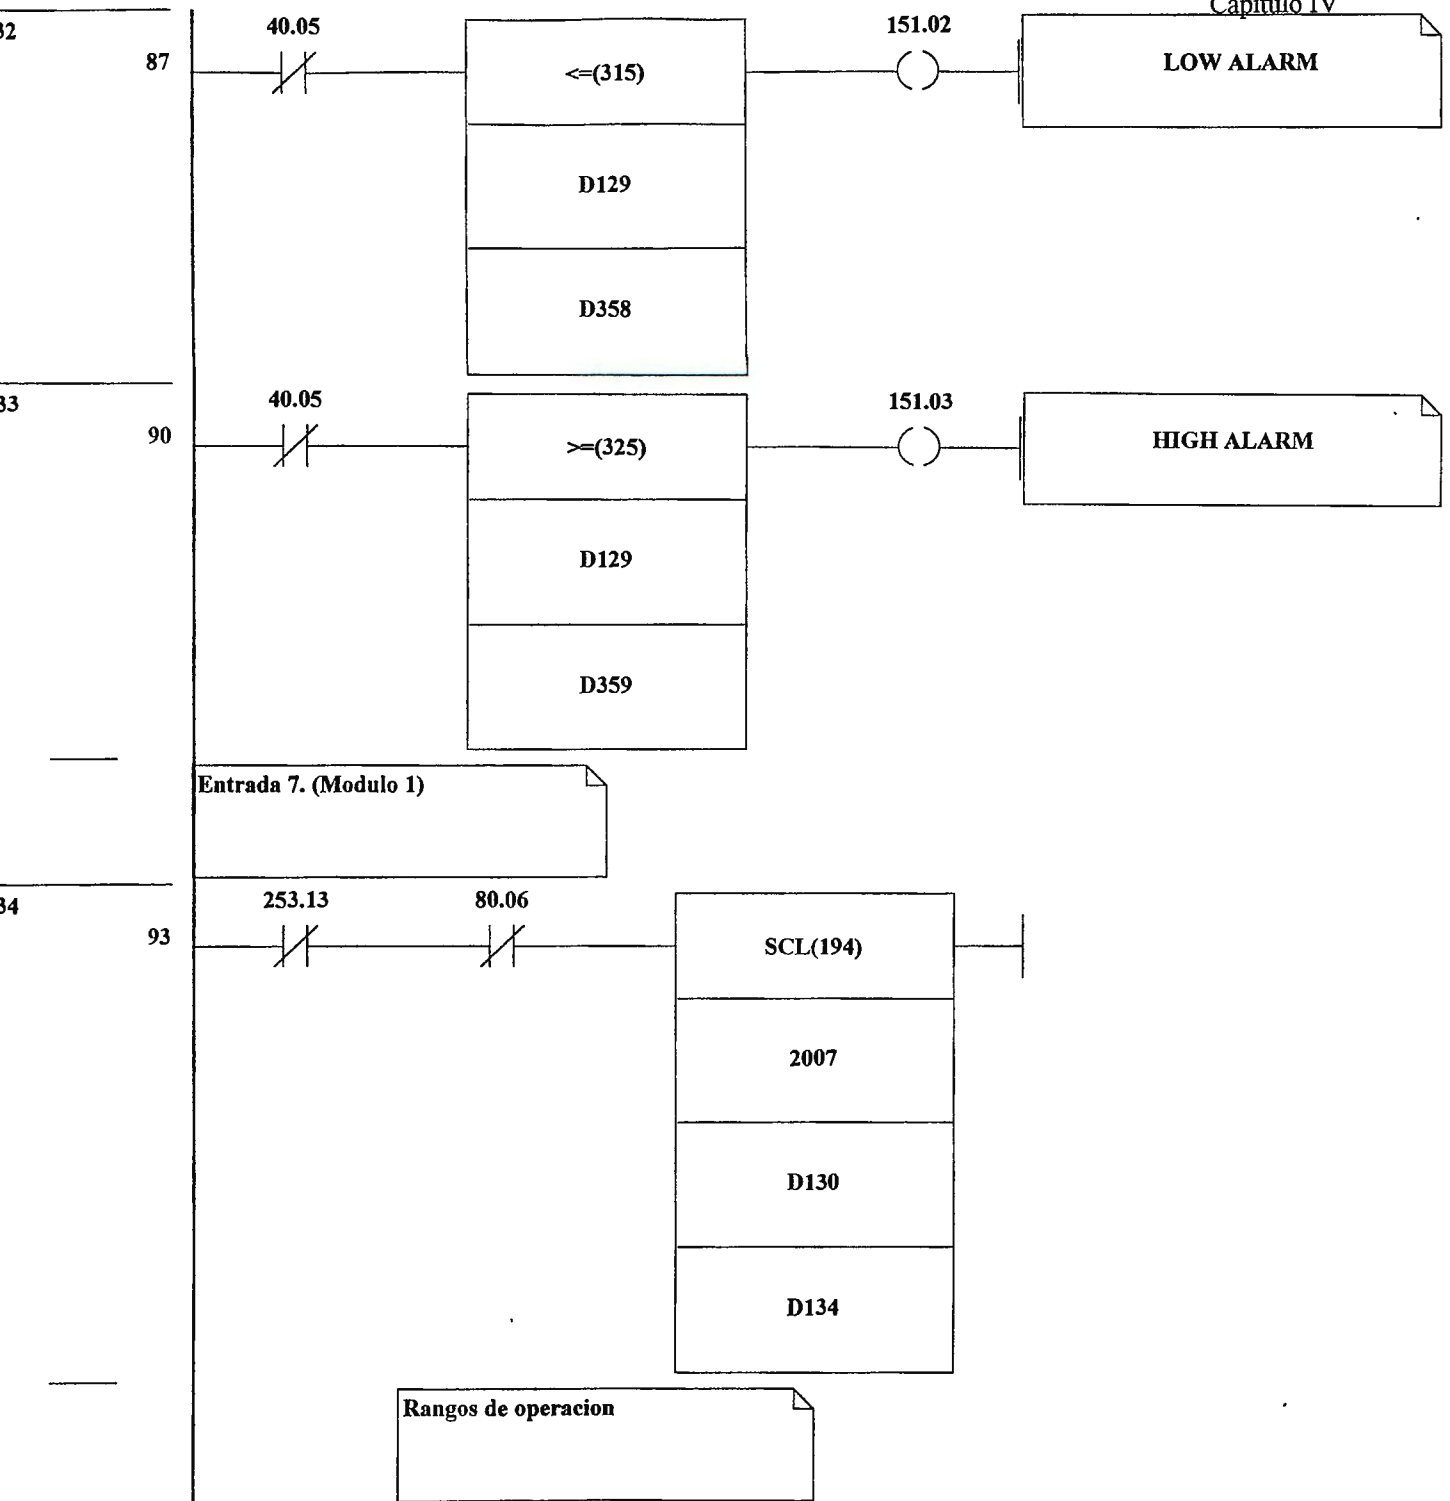 Capitulo IV
32
87
40.05
<=(315)
D129
D358
151.02
LOW ALARM
33
90
40.05
>=(325)
D129
D359
151.03
HIGH ALARM
Entrada 7. (Modulo 1)
34
93
253.13
80.06
SCL(194)
2007
D130
D134
Rangos de operacion